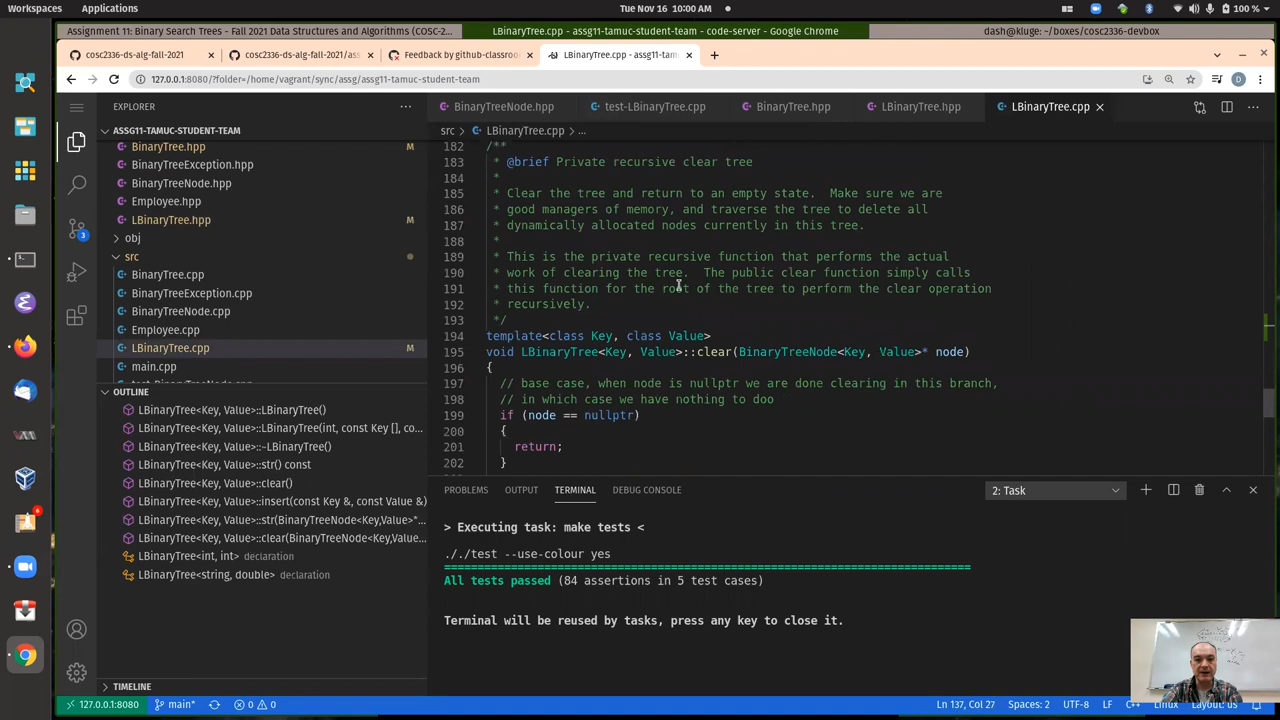 Workspaces Applications Tue Nov 16 10:00 AM 100 %
Assignment 11: Binary Search Trees - Fall 2021 Data Structures and Algorithms (COSC-2... LBinaryTree.cpp - assg11-tamuc-student-team - code-server - Google Chrome dash@kluge: ~/boxes/cosc2336-devbox
cosc2336-ds-alg-fall-2021 cosc2336-ds-alg-fall-2021/ass Feedback by github-classroo LBinaryTree.cpp - assg11-tamu
127.0.0.1:8080/?folder=/home/vagrant/sync/assg/assg11-tamuc-student-team D
EXPLORER
BinaryTreeNode.hpp test-LBinaryTree.cpp BinaryTree.hpp LBinaryTree.hpp LBinaryTree.cpp
ASSG11-TAMUC-STUDENT-TEAM
src > LBinaryTree.cpp > ...
BinaryTree.hpp M
BinaryTreeException.hpp
BinaryTreeNode.hpp
Employee.hpp
LBinaryTree.hpp M
obj
src
BinaryTree.cpp
BinaryTreeException.cpp
BinaryTreeNode.cpp
Employee.cpp
LBinaryTree.cpp M
main.cpp
test-BinaryTreeNode.cpp
3
6
OUTLINE
LBinaryTree<Key, Value>::LBinaryTree()
LBinaryTree<Key, Value>::LBinaryTree(int, const Key [], co...
LBinaryTree<Key, Value>::~LBinaryTree()
LBinaryTree<Key, Value>::str() const
LBinaryTree<Key, Value>::clear()
LBinaryTree<Key, Value>::insert(const Key &, const Value &)
LBinaryTree<Key, Value>::str(BinaryTreeNode<Key,Value>*...
LBinaryTree<Key, Value>::clear(BinaryTreeNode<Key,Value...
LBinaryTree<int, int> declaration
LBinaryTree<string, double> declaration
TIMELINE
182 /**
183 * @brief Private recursive clear tree
184 *
185 * Clear the tree and return to an empty state. Make sure we are
186 * good managers of memory, and traverse the tree to delete all
187 * dynamically allocated nodes currently in this tree.
188 *
189 * This is the private recursive function that performs the actual
190 * work of clearing the tree. The public clear function simply calls
191 * this function for the root of the tree to perform the clear operation
192 * recursively.
193 */
194 template<class Key, class Value>
195 void LBinaryTree<Key, Value>::clear(BinaryTreeNode<Key, Value>* node)
196 {
197 // base case, when node is nullptr we are done clearing in this branch,
198 // in which case we have nothing to doo
199 if (node == nullptr)
200 {
201 return;
202 }
PROBLEMS OUTPUT TERMINAL DEBUG CONSOLE 2: Task
> Executing task: make tests <
././test --use-colour yes
===============================================================================
All tests passed (84 assertions in 5 test cases)
Terminal will be reused by tasks, press any key to close it.
127.0.0.1:8080 main* 0 0 Ln 137, Col 27 Spaces: 2 UTF-8 LF C++ Linux Layout: us